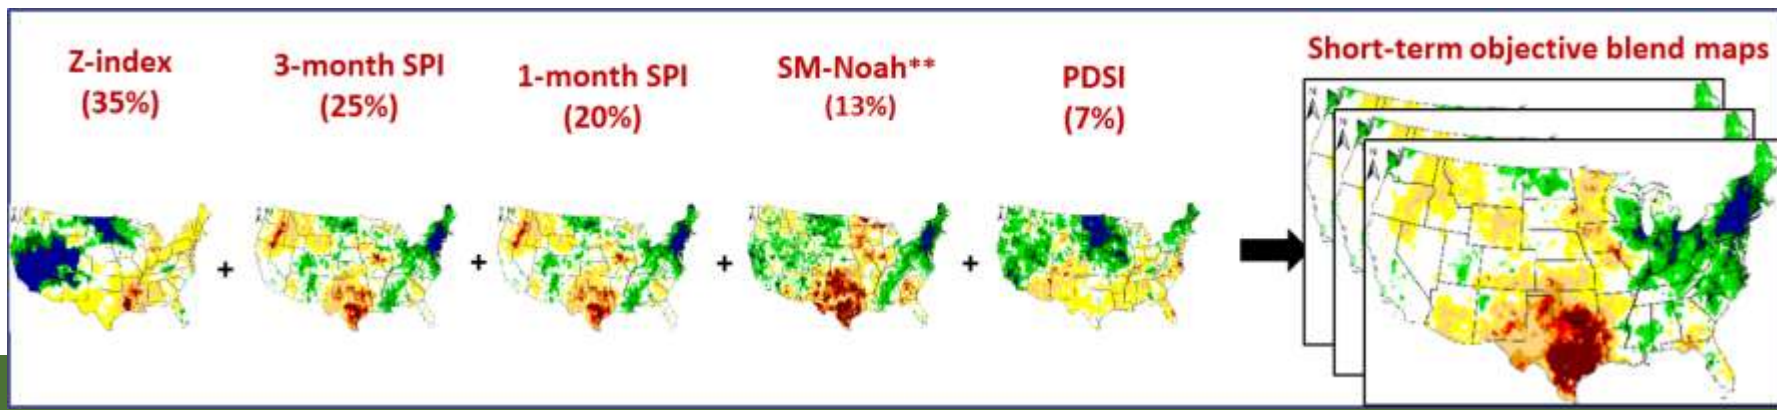 Z-index
(35%)
3-month SPI
(25%)
1-month SPI
(20%)
SM-Noah**
(13%)
PDSI
(7%)
Short-term objective blend maps
+
+
+
+
N
N
N